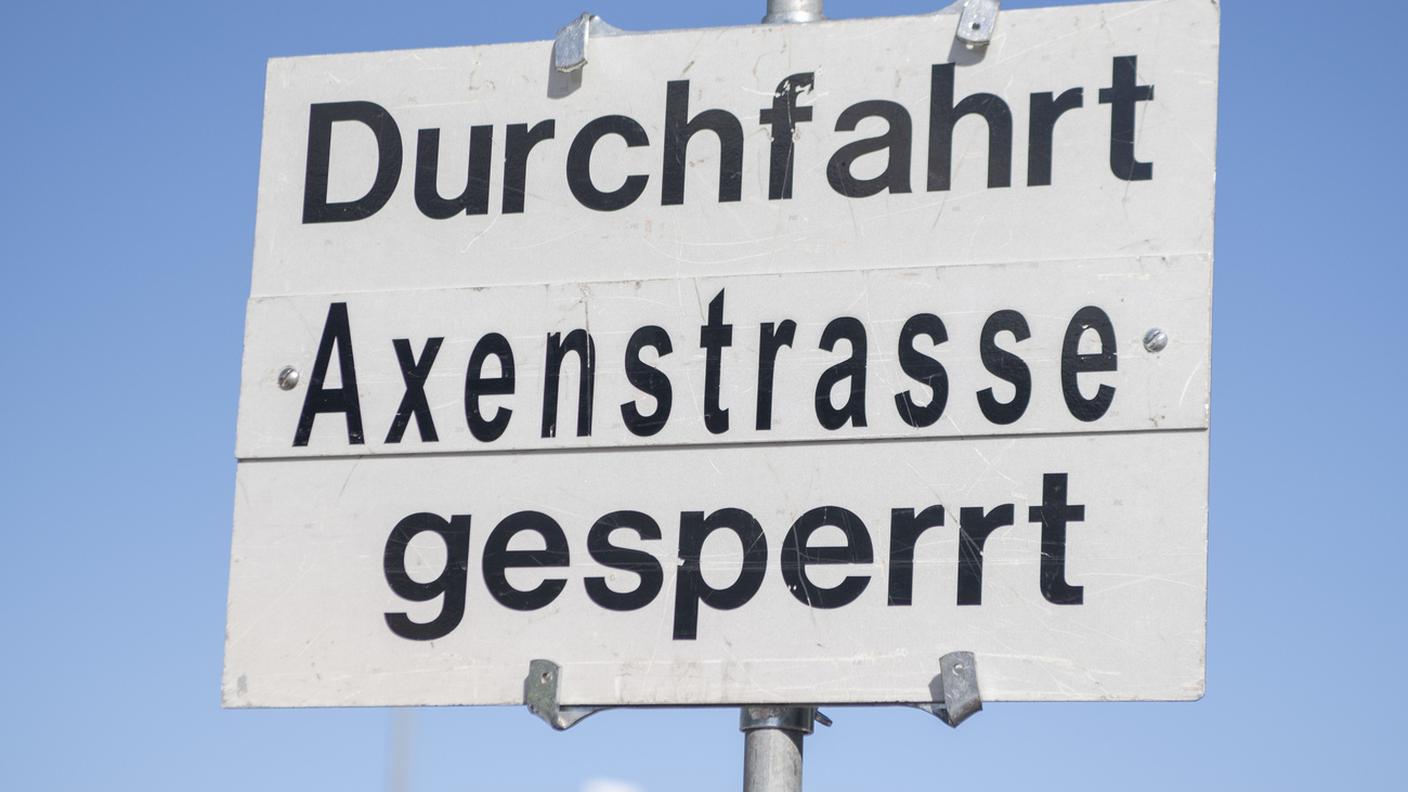 Durchfahrt
Axenstrasse
gesperrt